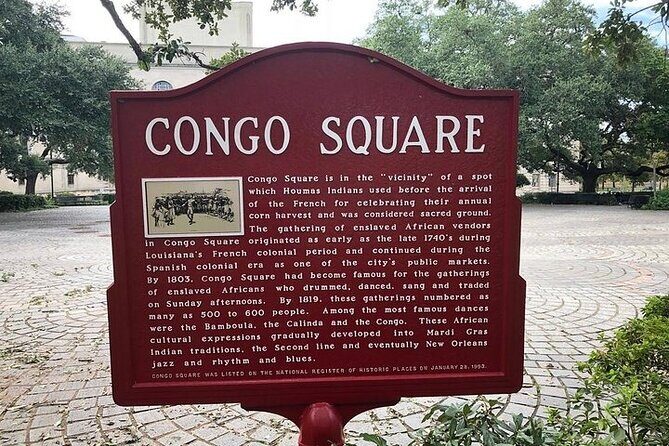 CONGO SQUARE
Congo Square is in the "vicinity" of a spot
which Houmas Indians used before the arrival
of the French for celebrating their annual
corn harvest and was considered sacred ground.
The gathering of enslaved African vendors
in Congo Square originated as early as the late 1740's during
Louisiana's French colonial period and continued during the
Spanish colonial era as one of the city's public markets.
By 1803, Congo Square had become famous for the gatherings
of enslaved Africans who drummed, danced, sang and traded
on Sunday afternoons. By 1819, these gatherings numbered as
many as 500 to 600 people. Among the most famous dances
were the Bamboula, the Calinda and the Congo. These African
cultural expressions gradually developed into Mardi Gras
Indian traditions, the Second line and eventually New Orleans
jazz and rhythm and blues.
CONGO SQUARE WAS LISTED ON THE NATIONAL REGISTER OF HISTORIC PLACES ON JANUARY 28, 1993.